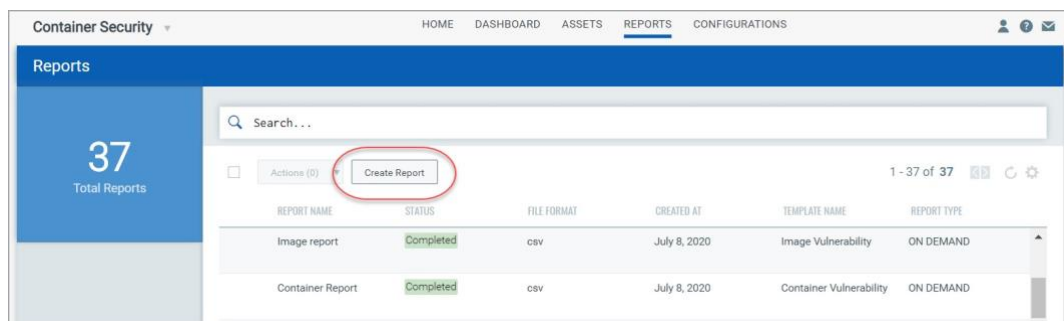 Container Security HOME DASHBOARD ASSETS REPORTS CONFIGURATIONS
Reports
37
Total Reports
Search...
Actions (0) Create Report 1 - 37 of 37
REPORT NAME STATUS FILE FORMAT CREATED AT TEMPLATE NAME REPORT TYPE
Image report Completed csv July 8, 2020 Image Vulnerability ON DEMAND
Container Report Completed csv July 8, 2020 Container Vulnerability ON DEMAND